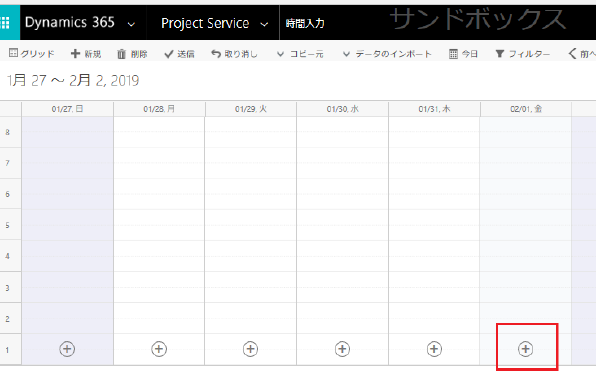 Dynamics 365 Project Service 時間入力 サンドボックス
グリッド 新規 削除 送信 取り消し コピー元 データのインポート 今日 フィルター 前へ
1月 27 ～ 2月 2, 2019
01/27, 日 01/28, 月 01/29, 火 01/30, 水 01/31, 木 02/01, 金
8
7
6
5
4
3
2
1